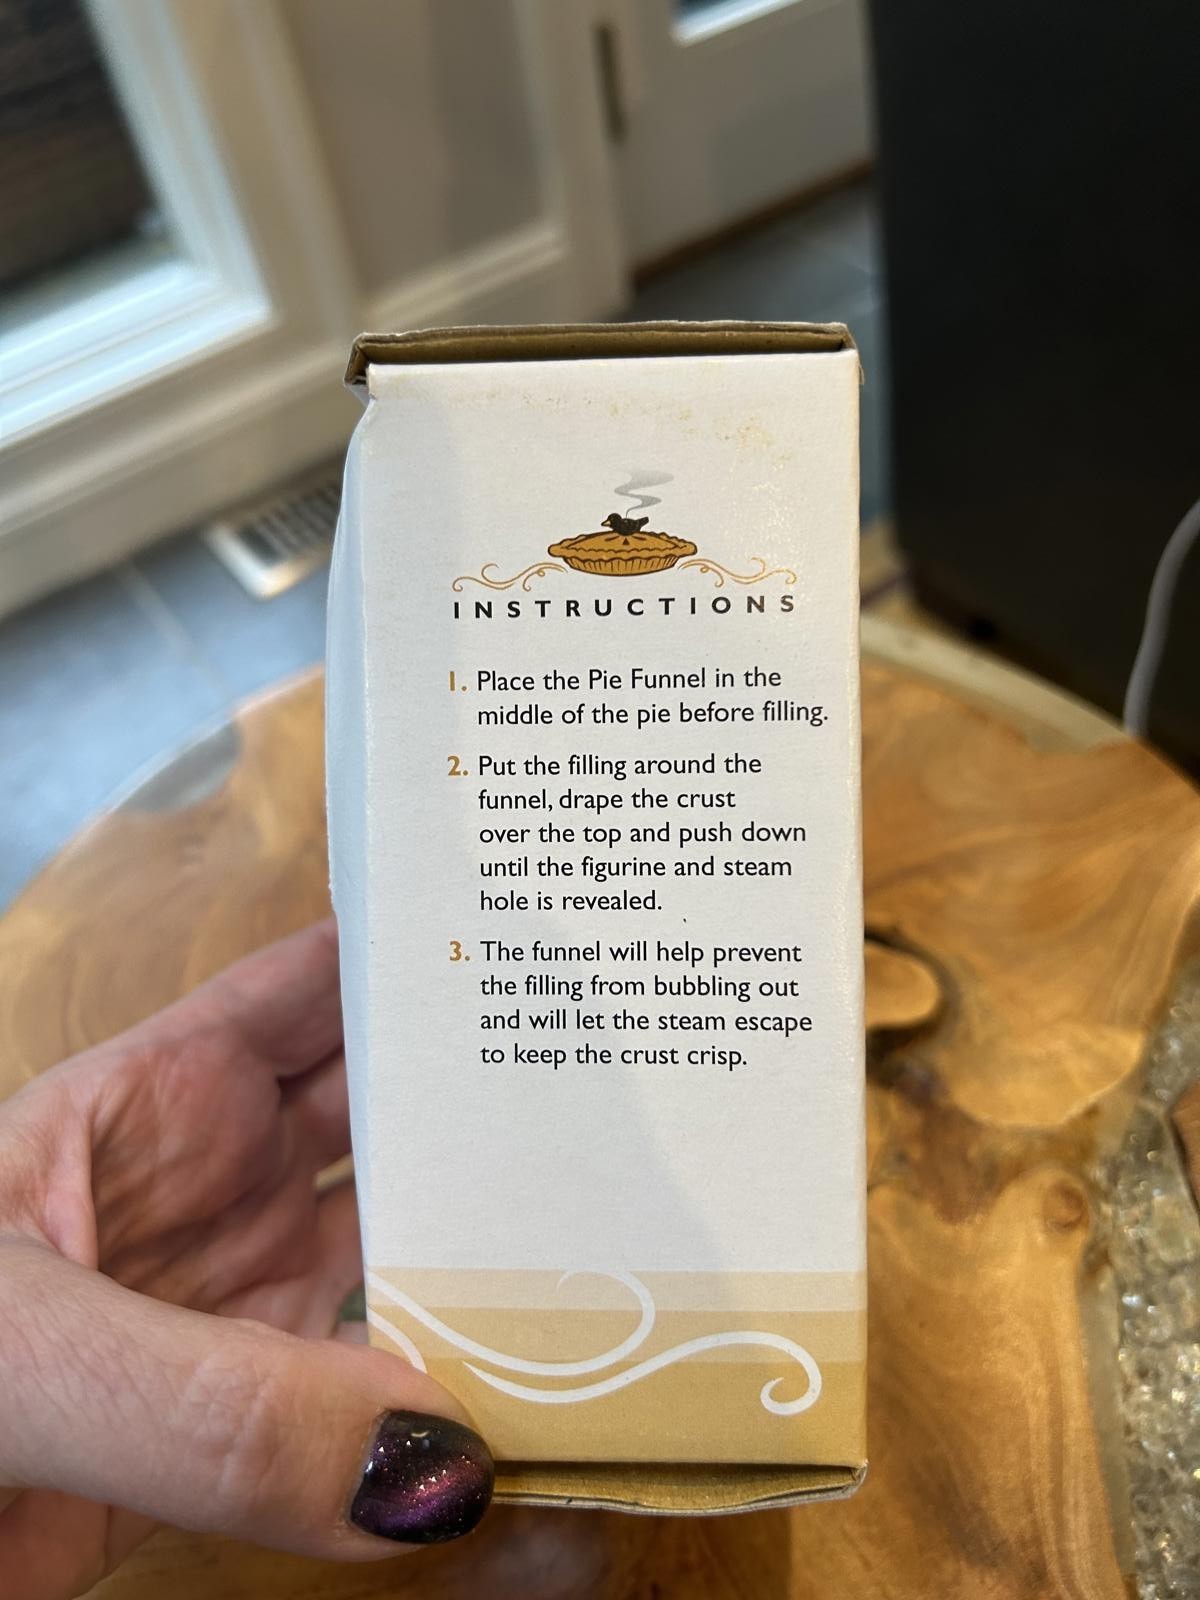 INSTRUCTIONS
1. Place the Pie Funnel in the
middle of the pie before filling.
2. Put the filling around the
funnel, drape the crust
over the top and push down
until the figurine and steam
hole is revealed.
3. The funnel will help prevent
the filling from bubbling out
and will let the steam escape
to keep the crust crisp.